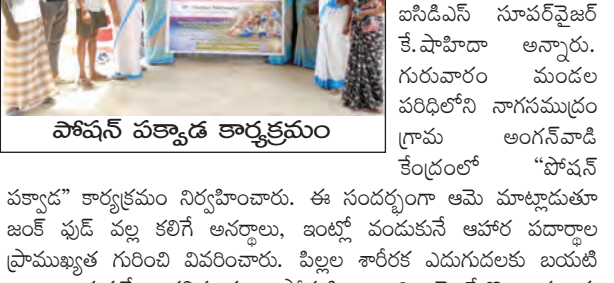 ఐసిడిఎస్ సూపర్‌వైజర్
కే.షాహిదా అన్నారు.
గురువారం మండల
పరిధిలోని నాగసముద్రం
గ్రామ అంగన్‌వాడి
కేంద్రంలో “పోషన్
పోషన్ పక్వాడ కార్యక్రమం
పక్వాడ” కార్యక్రమం నిర్వహించారు. ఈ సందర్భంగా ఆమె మాట్లాడుతూ
జంక్ ఫుడ్ వల్ల కలిగే అనర్థాలు, ఇంట్లో వండుకునే ఆహార పదార్థాల
ప్రాముఖ్యత గురించి వివరించారు. పిల్లల శారీరక ఎదుగుదలకు బయటి